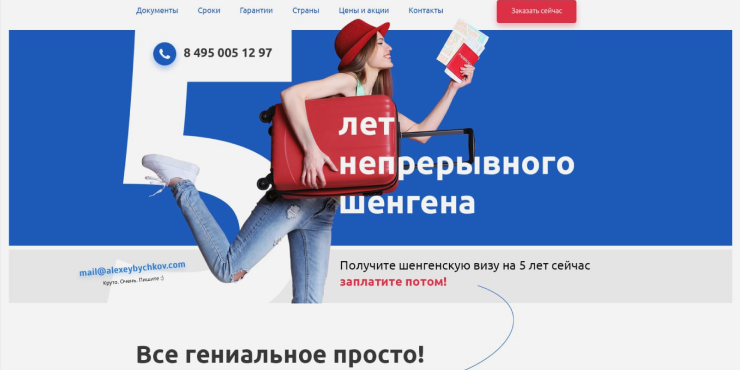 Документы Сроки Гарантии Страны Цены и акции Контакты Заказать сейчас
8 495 005 12 97
5
лет
непрерывного
шенгена
mail@alexeybychkov.com
Круто. Очень. Пишите :)
Получите шенгенскую визу на 5 лет сейчас
заплатите потом!
Все гениальное просто!